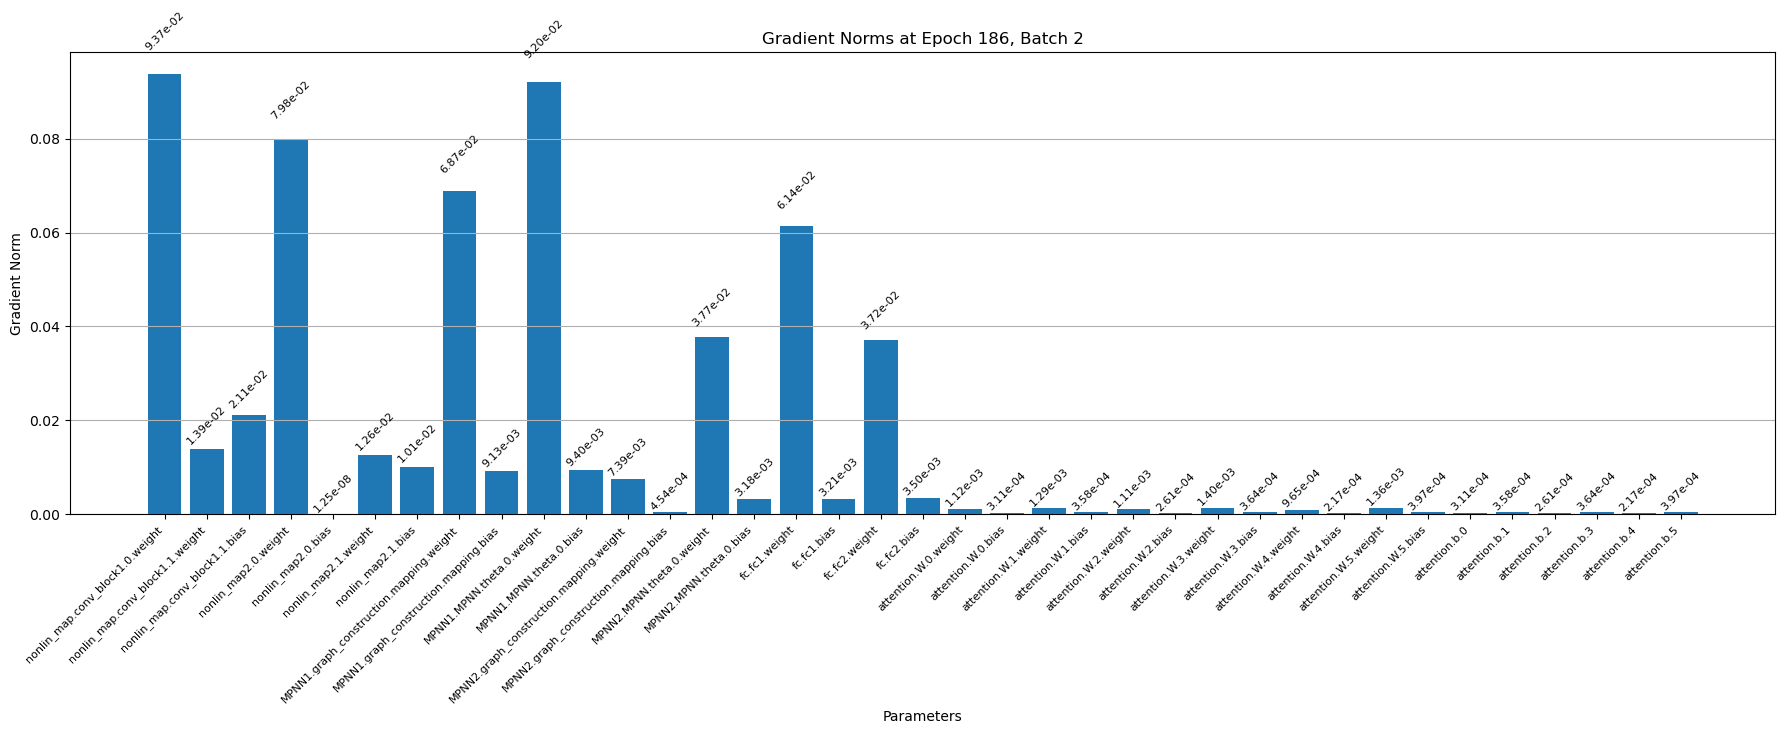 Gradient Norms at Epoch 186, Batch 2
Gradient Norm
0.08
0.06
0.04
0.02
0.00
9.37e-02
1.39e-02
2.11e-02
7.98e-02
1.25e-08
1.26e-02
1.01e-02
6.87e-02
9.13e-03
9.20e-02
9.40e-03
7.39e-03
4.54e-04
3.77e-02
3.18e-03
6.14e-02
3.21e-03
3.72e-02
3.50e-03
1.12e-03
3.11e-04
1.29e-03
3.58e-04
1.11e-03
2.61e-04
1.40e-03
3.64e-04
9.65e-04
2.17e-04
1.36e-03
3.97e-04
3.11e-04
3.58e-04
2.61e-04
3.64e-04
2.17e-04
3.97e-04
nonlin_map.conv_block1.0.weight
nonlin_map.conv_block1.1.weight
nonlin_map.conv_block1.1.bias
nonlin_map2.0.weight
nonlin_map2.0.bias
nonlin_map2.1.weight
nonlin_map2.1.bias
MPNN1.graph_construction.mapping.weight
MPNN1.graph_construction.mapping.bias
MPNN1.MPNN.theta.0.weight
MPNN1.MPNN.theta.0.bias
MPNN2.graph_construction.mapping.weight
MPNN2.graph_construction.mapping.bias
MPNN2.MPNN.theta.0.weight
MPNN2.MPNN.theta.0.bias
fc.fc1.weight
fc.fc1.bias
fc.fc2.weight
fc.fc2.bias
attention.W.0.weight
attention.W.0.bias
attention.W.1.weight
attention.W.1.bias
attention.W.2.weight
attention.W.2.bias
attention.W.3.weight
attention.W.3.bias
attention.W.4.weight
attention.W.4.bias
attention.W.5.weight
attention.W.5.bias
attention.b.0
attention.b.1
attention.b.2
attention.b.3
attention.b.4
attention.b.5
Parameters